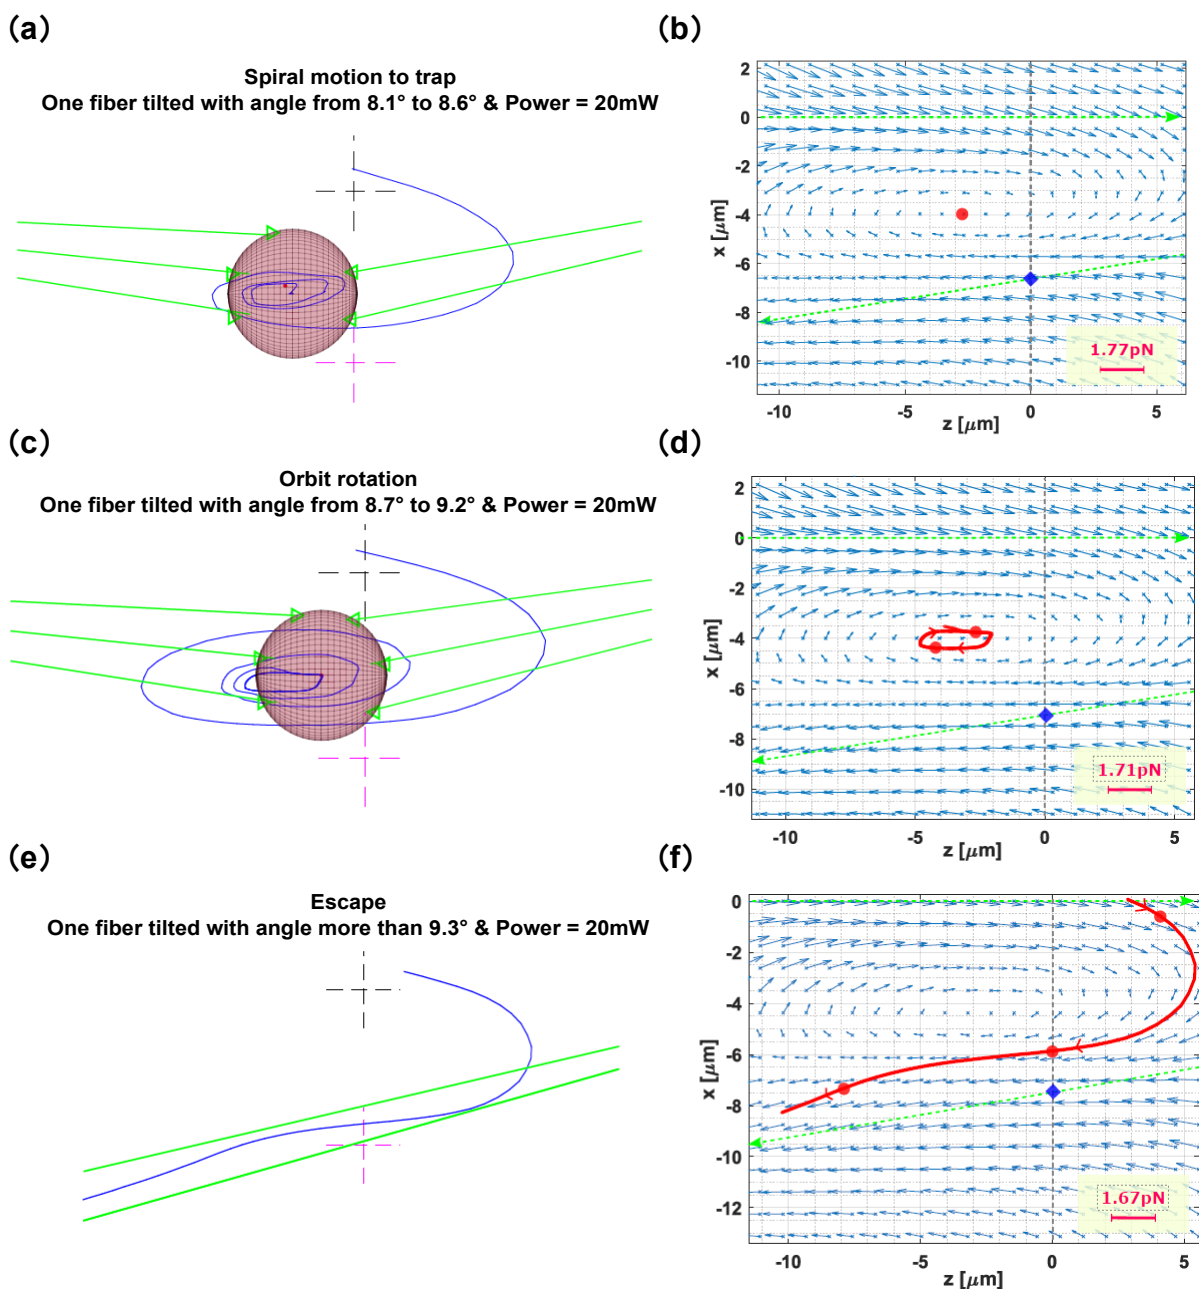 (a)
Spiral motion to trap
One fiber tilted with angle from 8.1° to 8.6° & Power = 20mW
(b)
2
0
-2
-4
-6
-8
-10
x [μm]
1.77pN
-10
-5
0
5
z [μm]
(c)
Orbit rotation
One fiber tilted with angle from 8.7° to 9.2° & Power = 20mW
(d)
2
0
-2
-4
-6
-8
-10
x [μm]
1.71pN
-10
-5
0
5
z [μm]
(e)
Escape
One fiber tilted with angle more than 9.3° & Power = 20mW
(f)
0
-2
-4
-6
-8
-10
-12
x [μm]
1.67pN
-10
-5
0
5
z [μm]